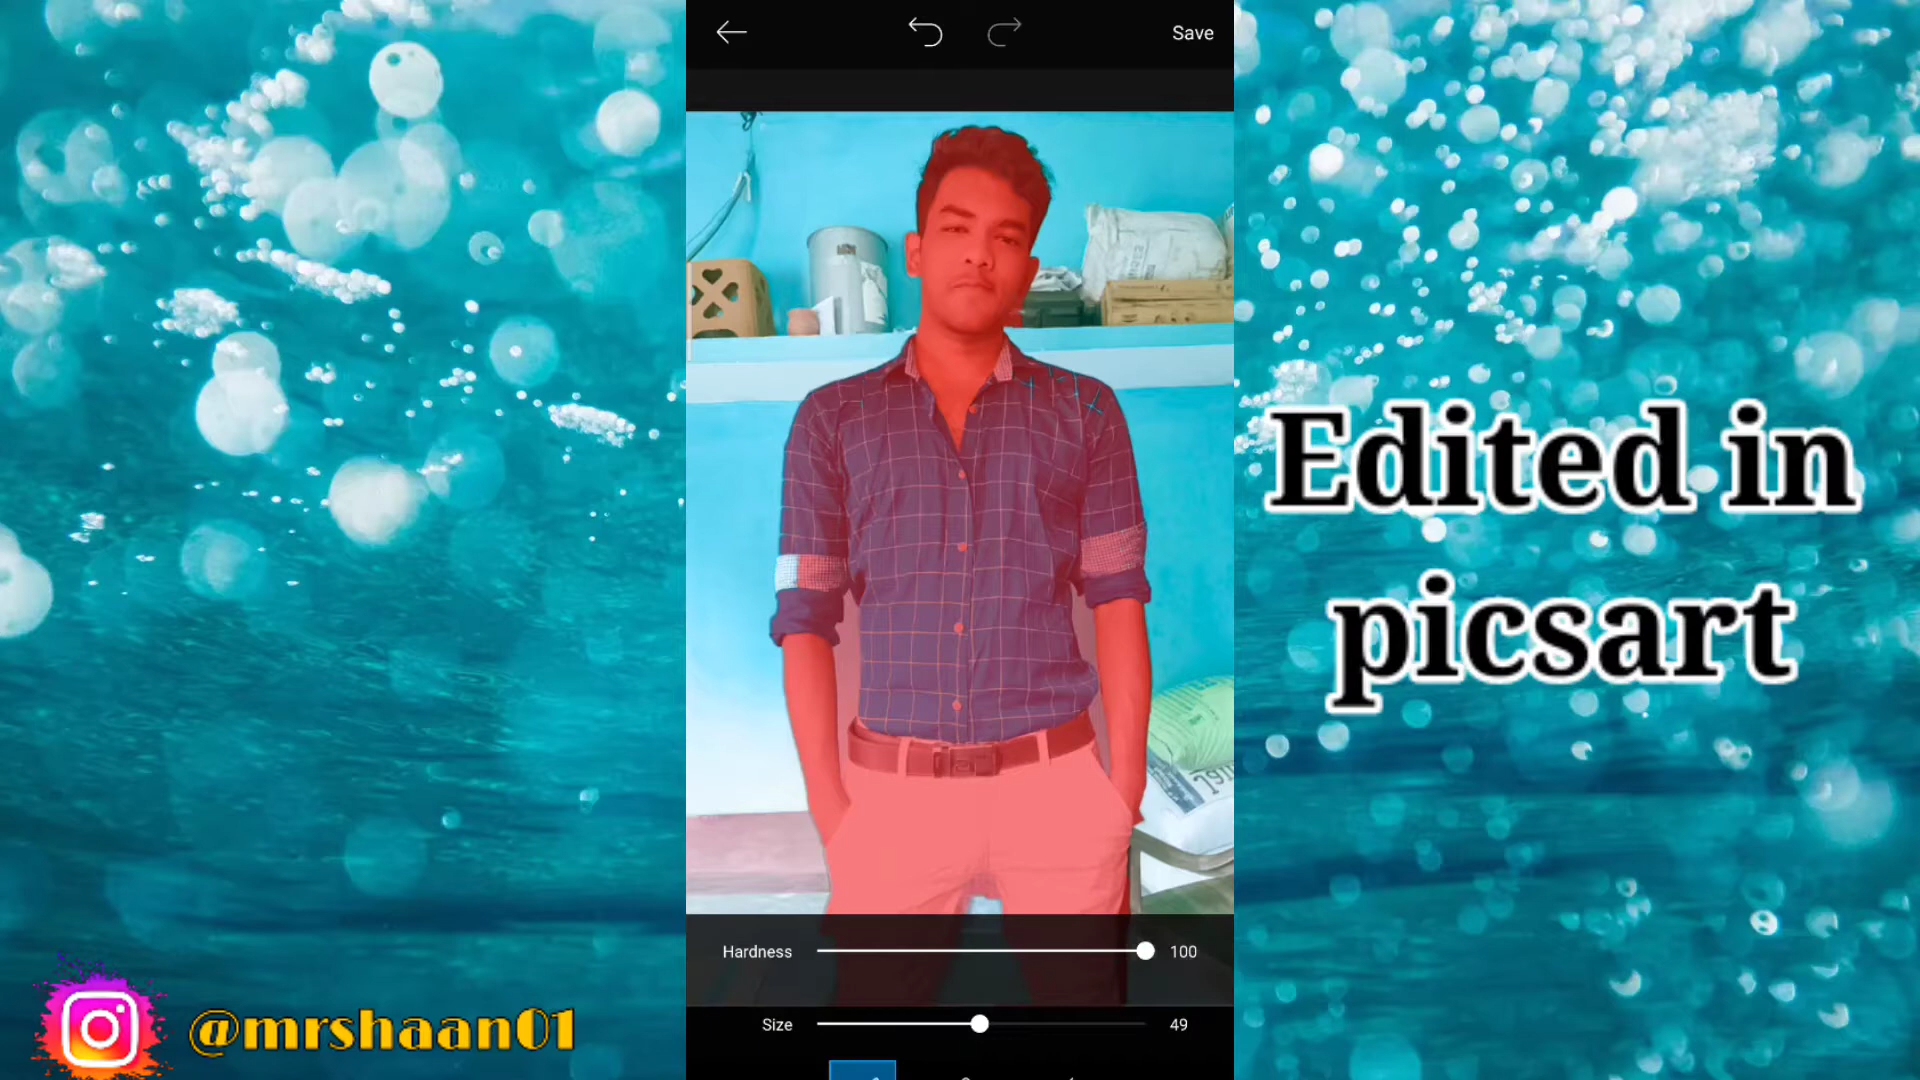 Save
Edited in
picsart
Hardness 100
Size 49
@mrshaan01